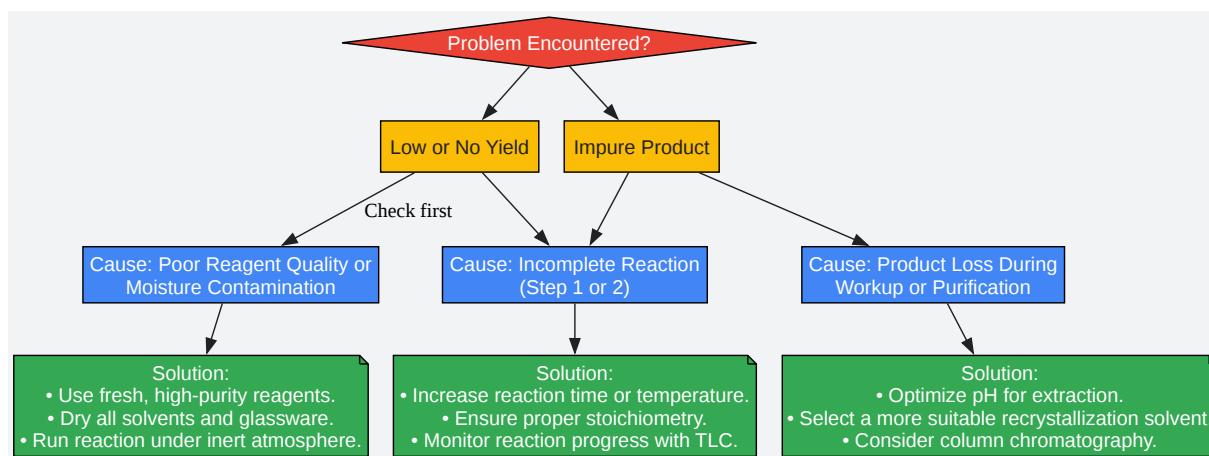 Problem Encountered?
Low or No Yield
Impure Product
Check first
Cause: Poor Reagent Quality or
Moisture Contamination
Cause: Incomplete Reaction
(Step 1 or 2)
Cause: Product Loss During
Workup or Purification
Solution:
• Use fresh, high-purity reagents.
• Dry all solvents and glassware.
• Run reaction under inert atmosphere.
Solution:
• Increase reaction time or temperature.
• Ensure proper stoichiometry.
• Monitor reaction progress with TLC.
Solution:
• Optimize pH for extraction.
• Select a more suitable recrystallization solvent
• Consider column chromatography.